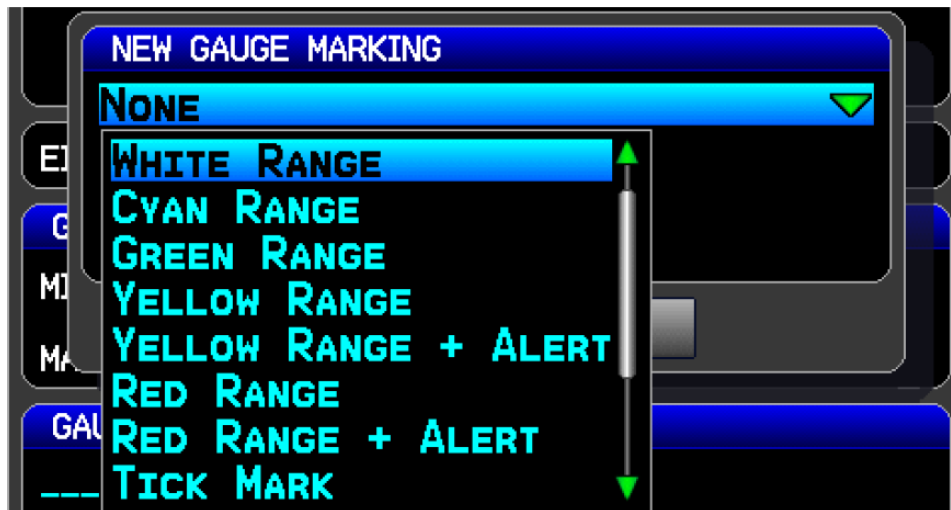 NEW GAUGE MARKING
NONE
WHITE RANGE
CYAN RANGE
GREEN RANGE
YELLOW RANGE
YELLOW RANGE + ALERT
RED RANGE
RED RANGE + ALERT
TICK MARK